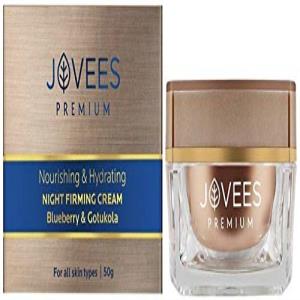 JOVEES
PREMIUM
Nourishing & Hydrating
NIGHT FIRMING CREAM
Blueberry & Gotukola
For all skin types | 50g
JOVEES
PREMIUM